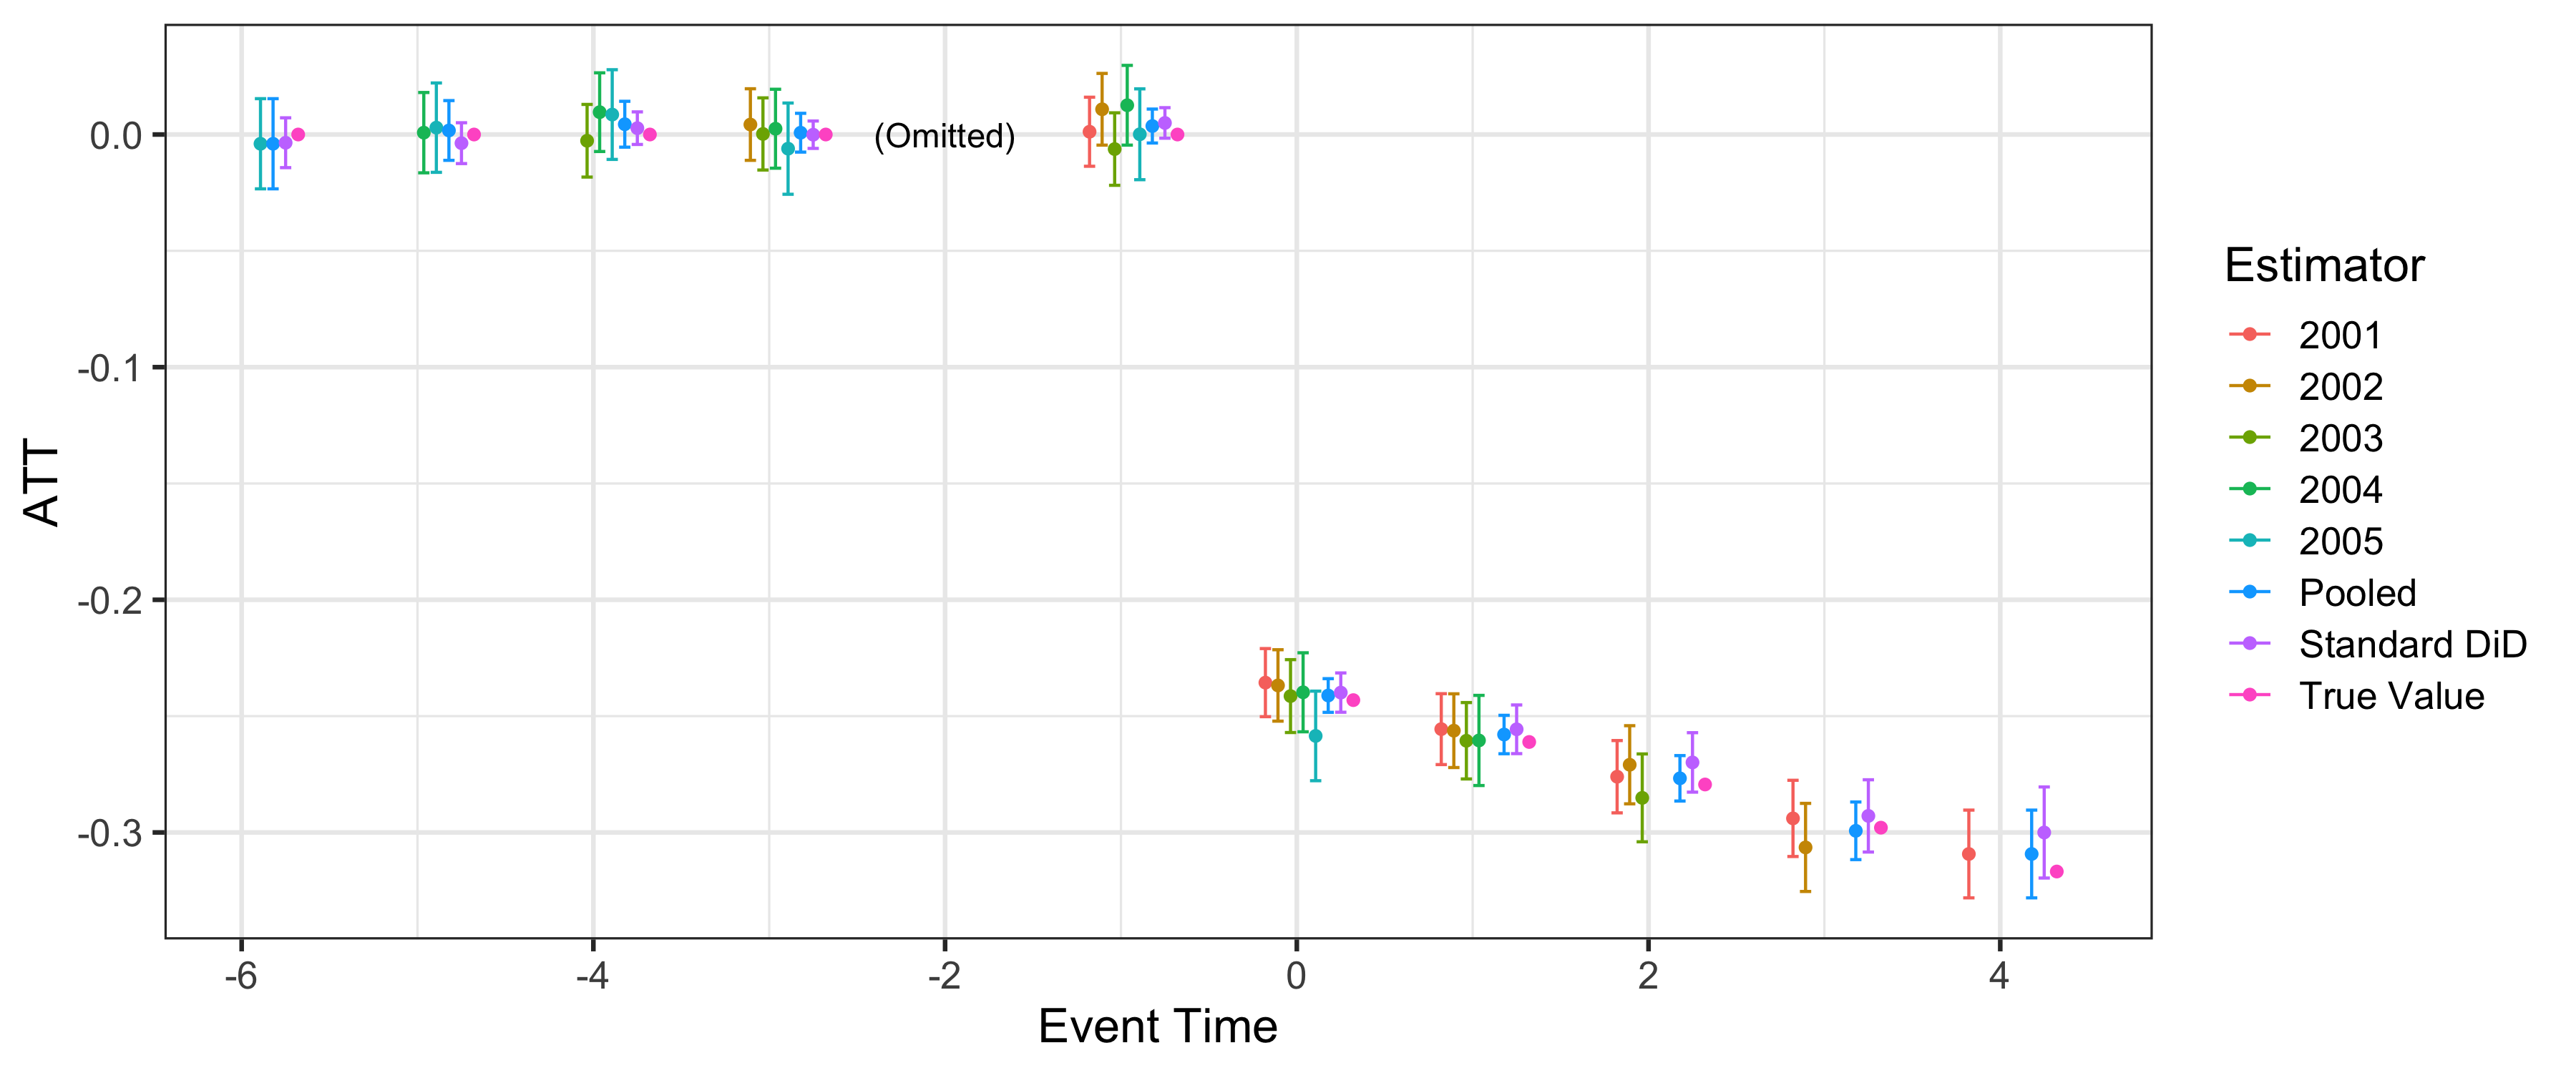 0.0
-0.1
-0.2
-0.3
ATT
(Omitted)
-6
-4
-2
0
2
4
Event Time
Estimator
2001
2002
2003
2004
2005
Pooled
Standard DiD
True Value